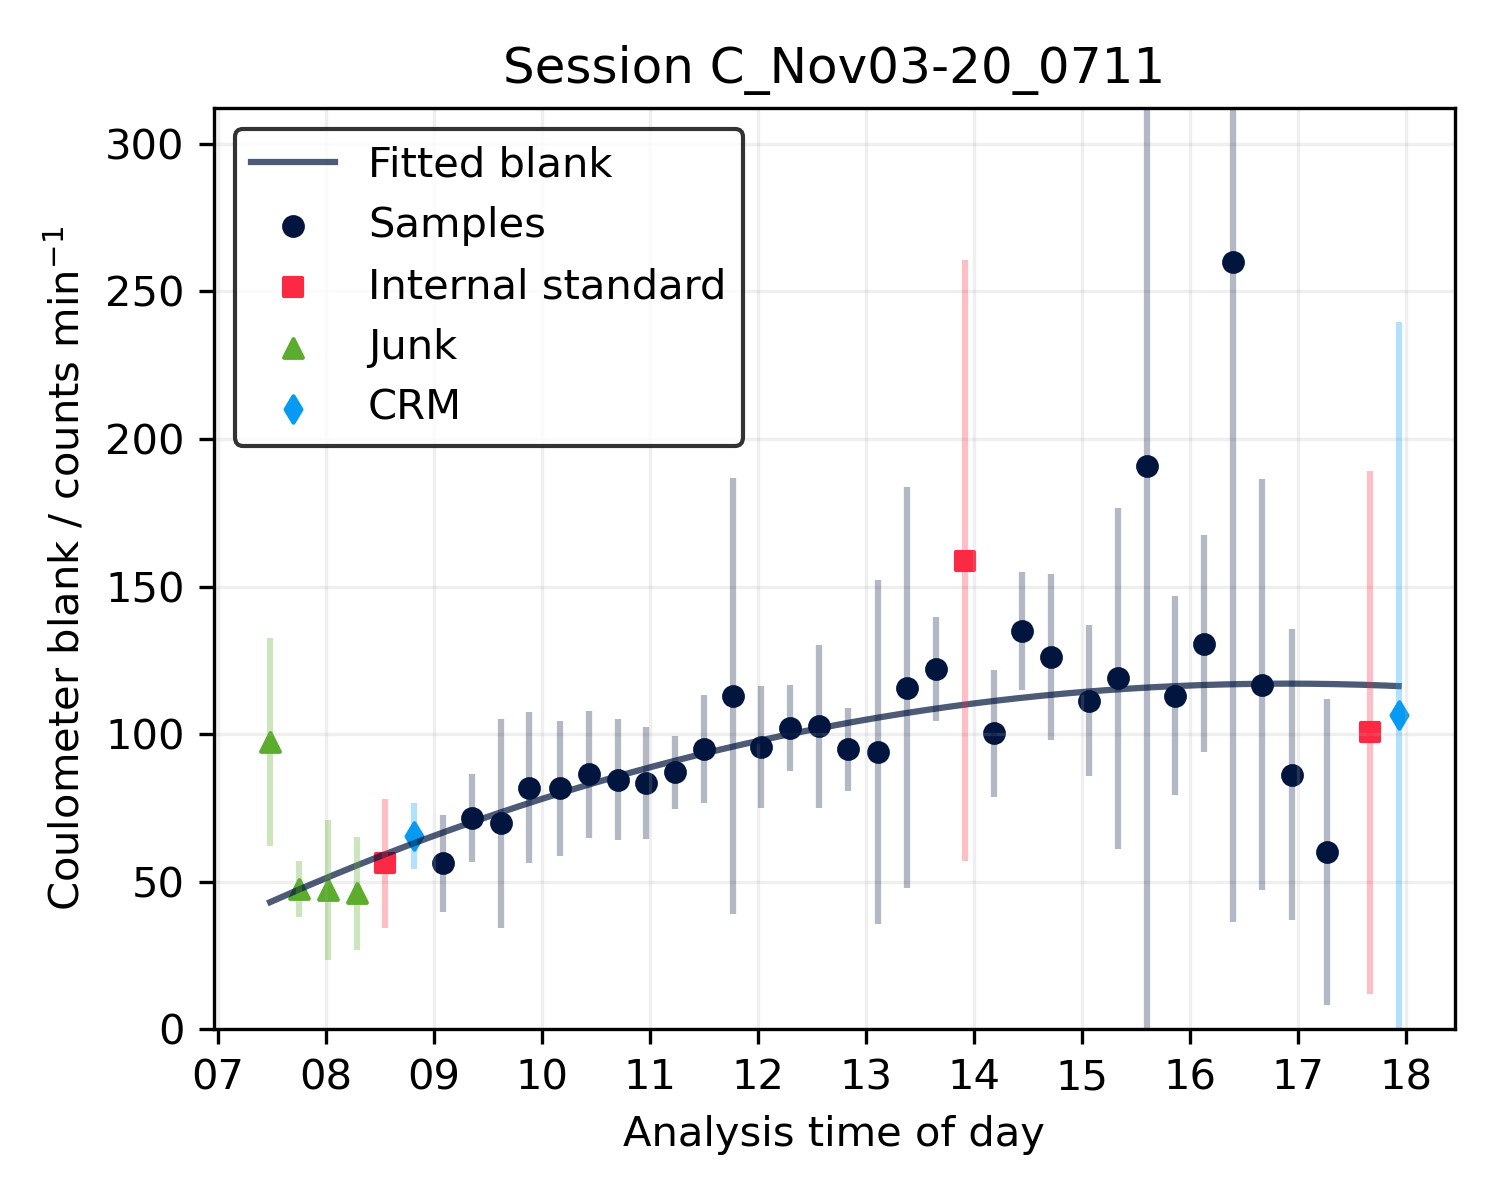 Session C_Nov03-20_0711
Coulometer blank / counts min⁻¹
300
250
200
150
100
50
0
Fitted blank
Samples
Internal standard
Junk
CRM
07 08 09 10 11 12 13 14 15 16 17 18
Analysis time of day